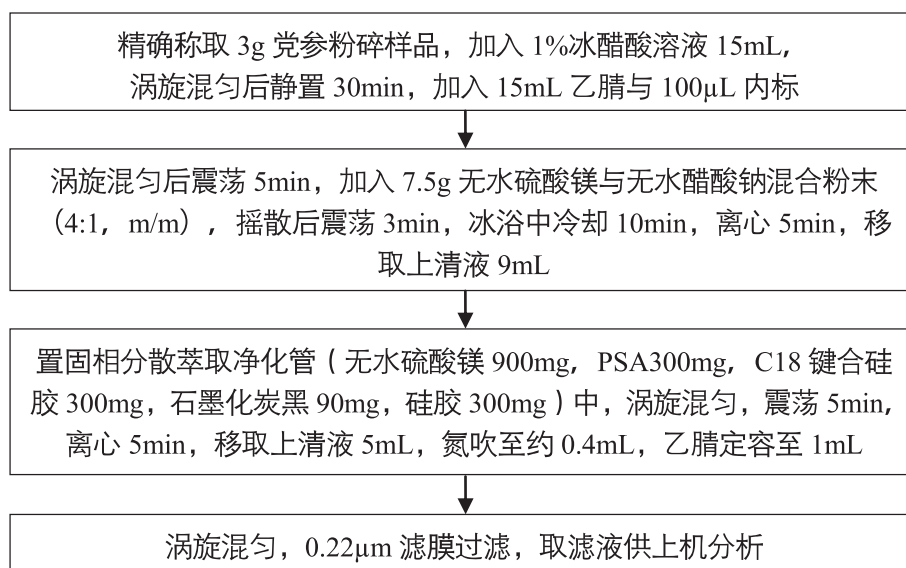 精确称取 3g 党参粉碎样品，加入 1%冰醋酸溶液 15mL，
涡旋混匀后静置 30min，加入 15mL 乙腈与 100μL 内标
涡旋混匀后震荡 5min，加入 7.5g 无水硫酸镁与无水醋酸钠混合粉末
（4:1，m/m），摇散后震荡 3min，冰浴中冷却 10min，离心 5min，移
取上清液 9mL
置固相分散萃取净化管（无水硫酸镁 900mg，PSA300mg，C18 键合硅
胶 300mg，石墨化炭黑 90mg，硅胶 300mg）中，涡旋混匀，震荡 5min，
离心 5min，移取上清液 5mL，氮吹至约 0.4mL，乙腈定容至 1mL
涡旋混匀，0.22μm 滤膜过滤，取滤液供上机分析